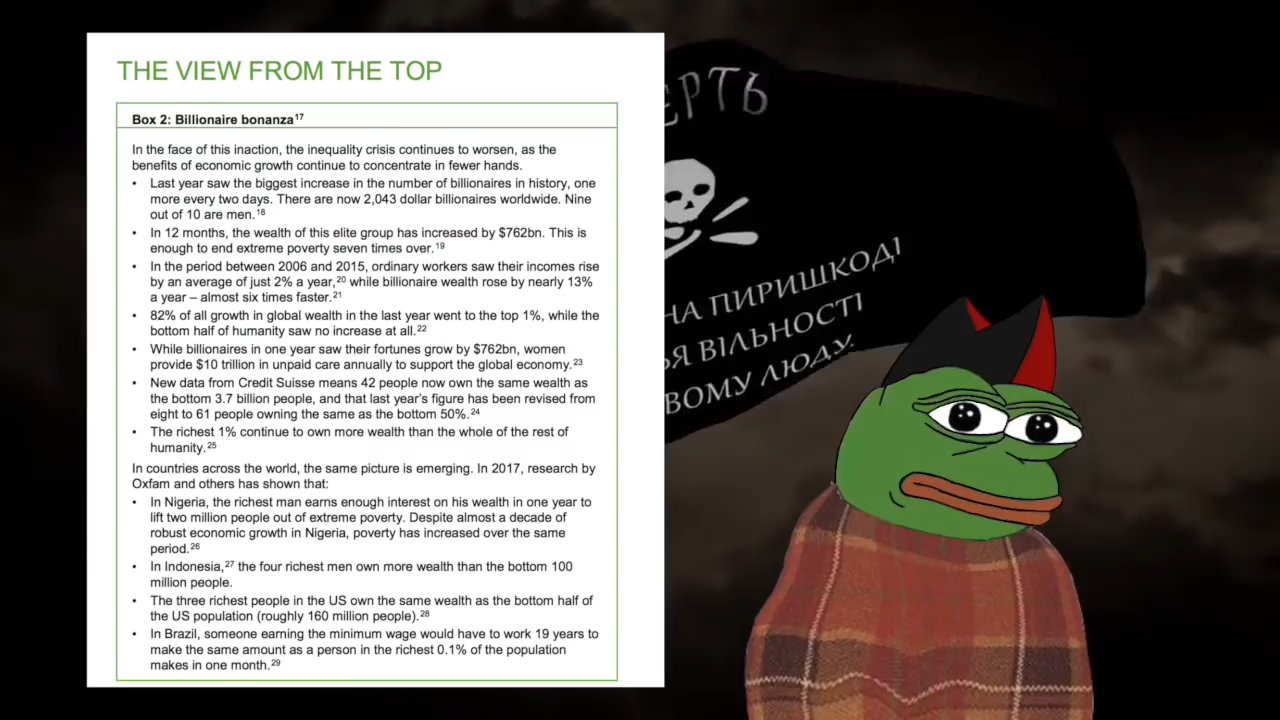 THE VIEW FROM THE TOP
Box 2: Billionaire bonanza17
In the face of this inaction, the inequality crisis continues to worsen, as the
benefits of economic growth continue to concentrate in fewer hands.
• Last year saw the biggest increase in the number of billionaires in history, one
more every two days. There are now 2,043 dollar billionaires worldwide. Nine
out of 10 are men.18
• In 12 months, the wealth of this elite group has increased by $762bn. This is
enough to end extreme poverty seven times over.19
• In the period between 2006 and 2015, ordinary workers saw their incomes rise
by an average of just 2% a year,20 while billionaire wealth rose by nearly 13%
a year – almost six times faster.21
• 82% of all growth in global wealth in the last year went to the top 1%, while the
bottom half of humanity saw no increase at all.22
• While billionaires in one year saw their fortunes grow by $762bn, women
provide $10 trillion in unpaid care annually to support the global economy.23
• New data from Credit Suisse means 42 people now own the same wealth as
the bottom 3.7 billion people, and that last year's figure has been revised from
eight to 61 people owning the same as the bottom 50%.24
• The richest 1% continue to own more wealth than the whole of the rest of
humanity.25
In countries across the world, the same picture is emerging. In 2017, research by
Oxfam and others has shown that:
• In Nigeria, the richest man earns enough interest on his wealth in one year to
lift two million people out of extreme poverty. Despite almost a decade of
robust economic growth in Nigeria, poverty has increased over the same
period.26
• In Indonesia,27 the four richest men own more wealth than the bottom 100
million people.
• The three richest people in the US own the same wealth as the bottom half of
the US population (roughly 160 million people).28
• In Brazil, someone earning the minimum wage would have to work 19 years to
make the same amount as a person in the richest 0.1% of the population
makes in one month.29
ЕРТЬ
НА ПИРИШКОДІ
ЬЯ ВІЛЬНОСТІ
ВОМУ ЛЮДУ.